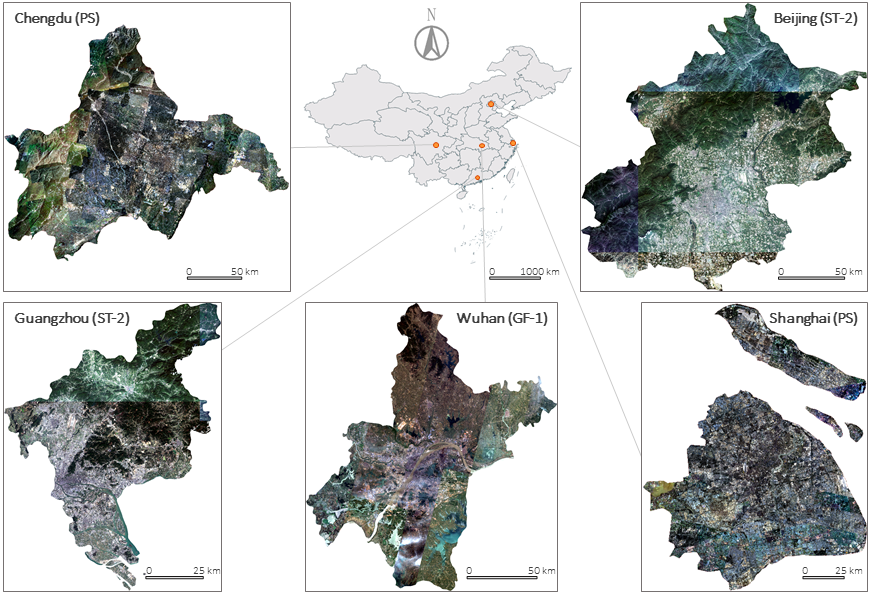 Chengdu (PS)
0 50 km
N
0 1000 km
Beijing (ST-2)
0 50 km
Guangzhou (ST-2)
0 25 km
Wuhan (GF-1)
0 50 km
Shanghai (PS)
0 25 km